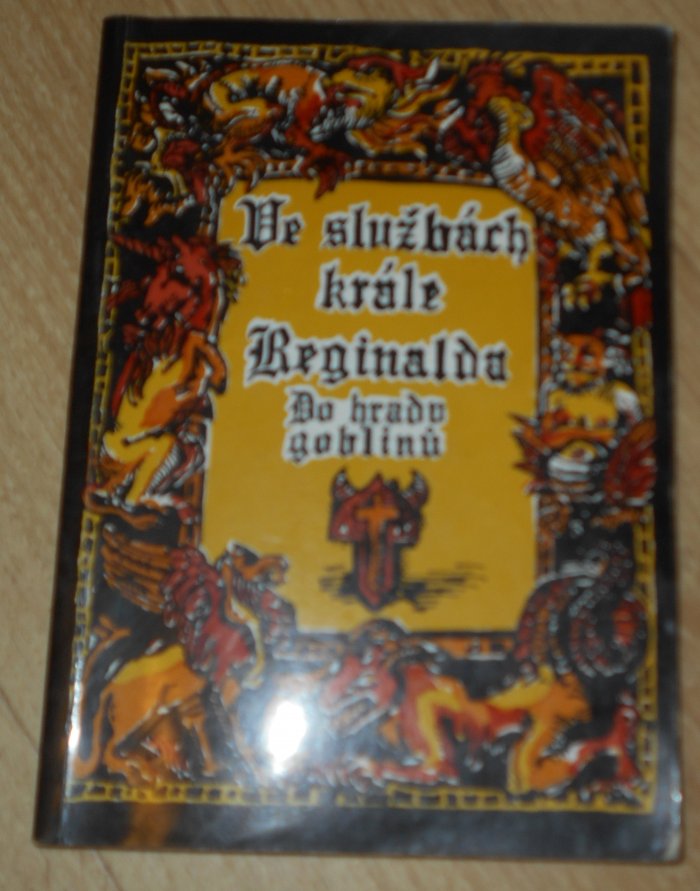 Ve službách
krále
Reginalda
Do hradu
goblinů